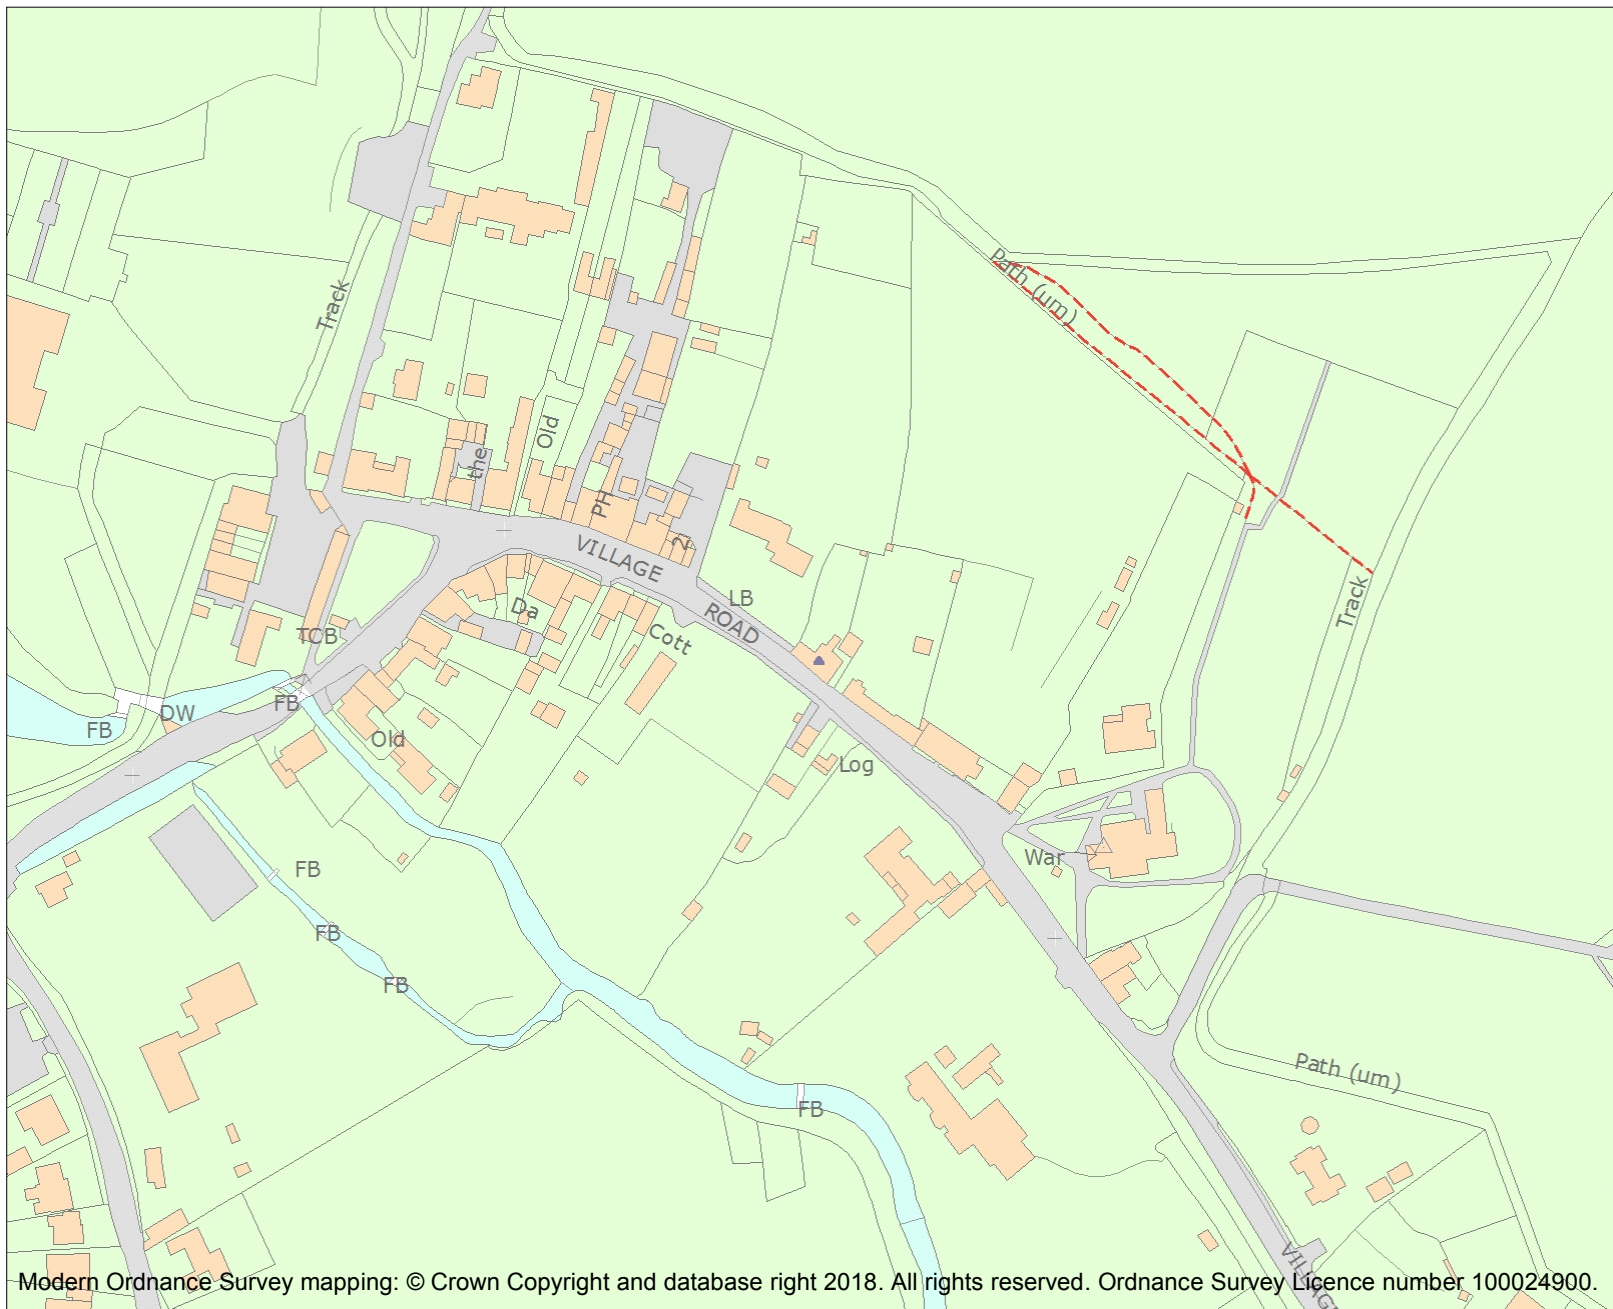 Path (um)
Track
Old
the
PH
2
VILLAGE
LB
ROAD
Da
Cott
TCB
Track
FB
DW
FB
Old
Log
War
FB
FB
FB
Path (um)
FB
VILLAGE
Modern Ordnance Survey mapping: © Crown Copyright and database right 2018. All rights reserved. Ordnance Survey Licence number 100024900.